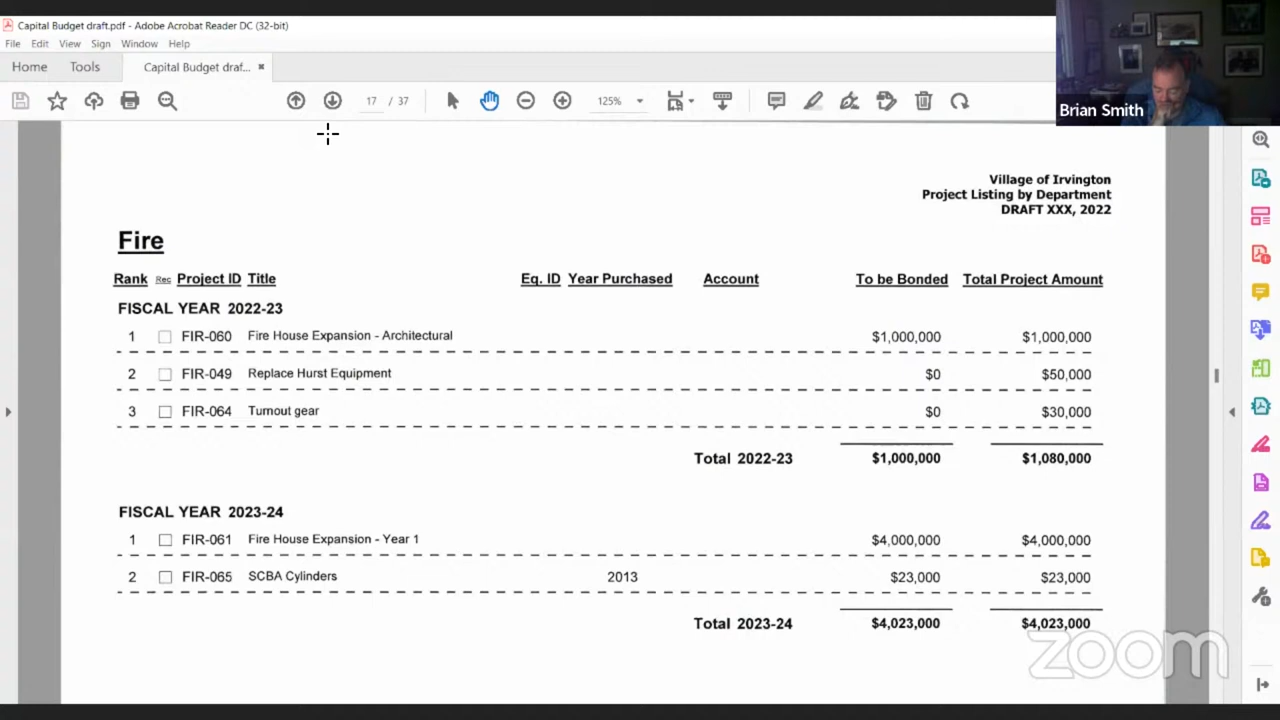 Capital Budget draft.pdf - Adobe Acrobat Reader DC (32-bit)
File Edit View Sign Window Help
Home Tools Capital Budget draf... ×
17 / 37 125%
Brian Smith
Village of Irvington
Project Listing by Department
DRAFT XXX, 2022
Fire
Rank Rec Project ID Title Eq. ID Year Purchased Account To be Bonded Total Project Amount
FISCAL YEAR 2022-23
1 FIR-060 Fire House Expansion - Architectural $1,000,000 $1,000,000
2 FIR-049 Replace Hurst Equipment $0 $50,000
3 FIR-064 Turnout gear $0 $30,000
Total 2022-23 $1,000,000 $1,080,000
FISCAL YEAR 2023-24
1 FIR-061 Fire House Expansion - Year 1 $4,000,000 $4,000,000
2 FIR-065 SCBA Cylinders 2013 $23,000 $23,000
Total 2023-24 $4,023,000 $4,023,000
zoom